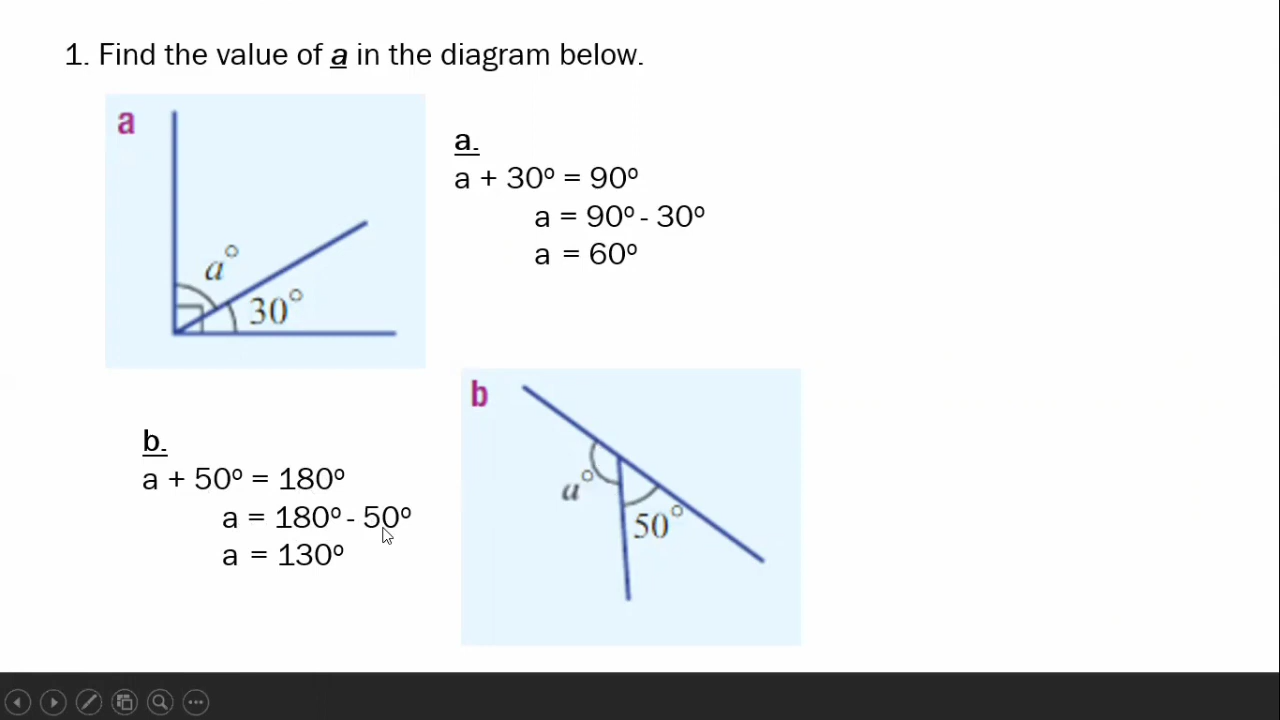 1. Find the value of a in the diagram below.
a
a°
30°
a.
a + 30º = 90º
a = 90º - 30º
a = 60º
b.
a + 50º = 180º
a = 180º - 50º
a = 130º
b
a°
50°